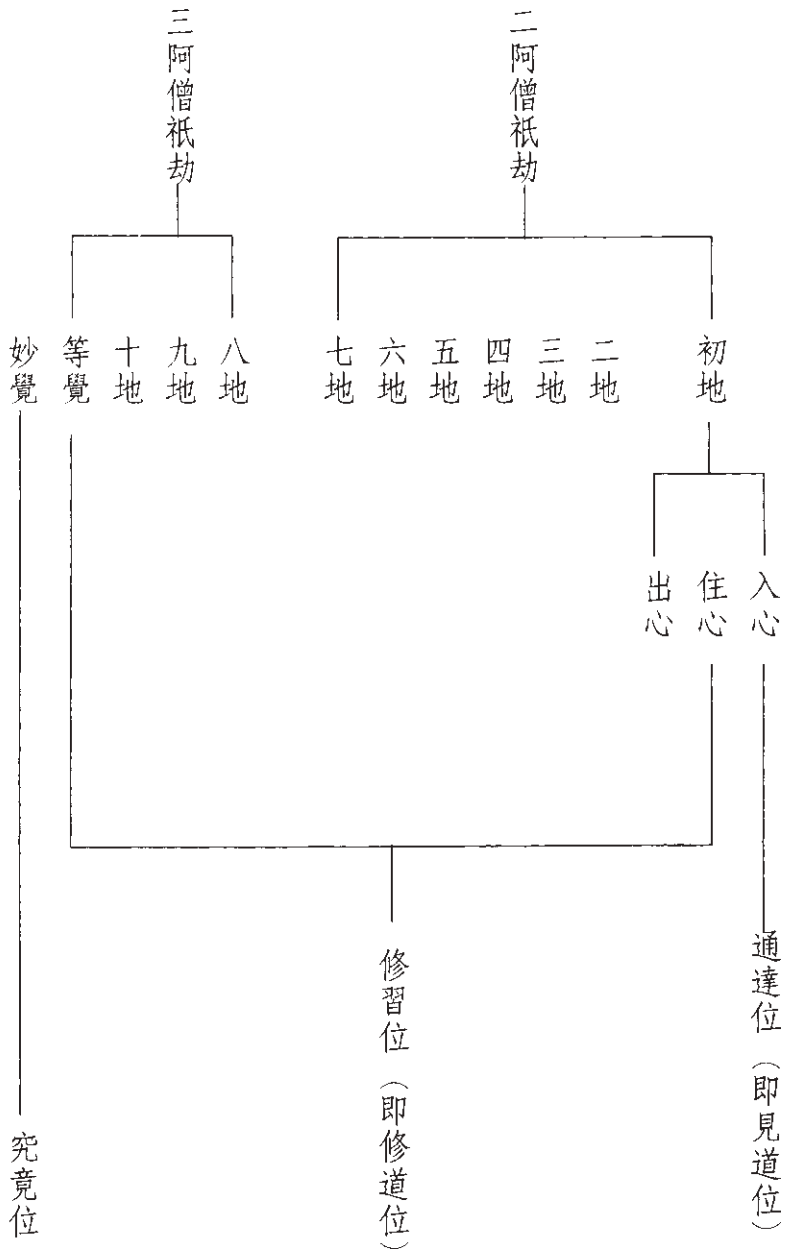 二阿僧祇劫
初地
入心
住心
出心
二地
三地
四地
五地
六地
七地
三阿僧祇劫
八地
九地
十地
等覺
妙覺
通達位（即見道位）
修習位（即修道位）
究竟位